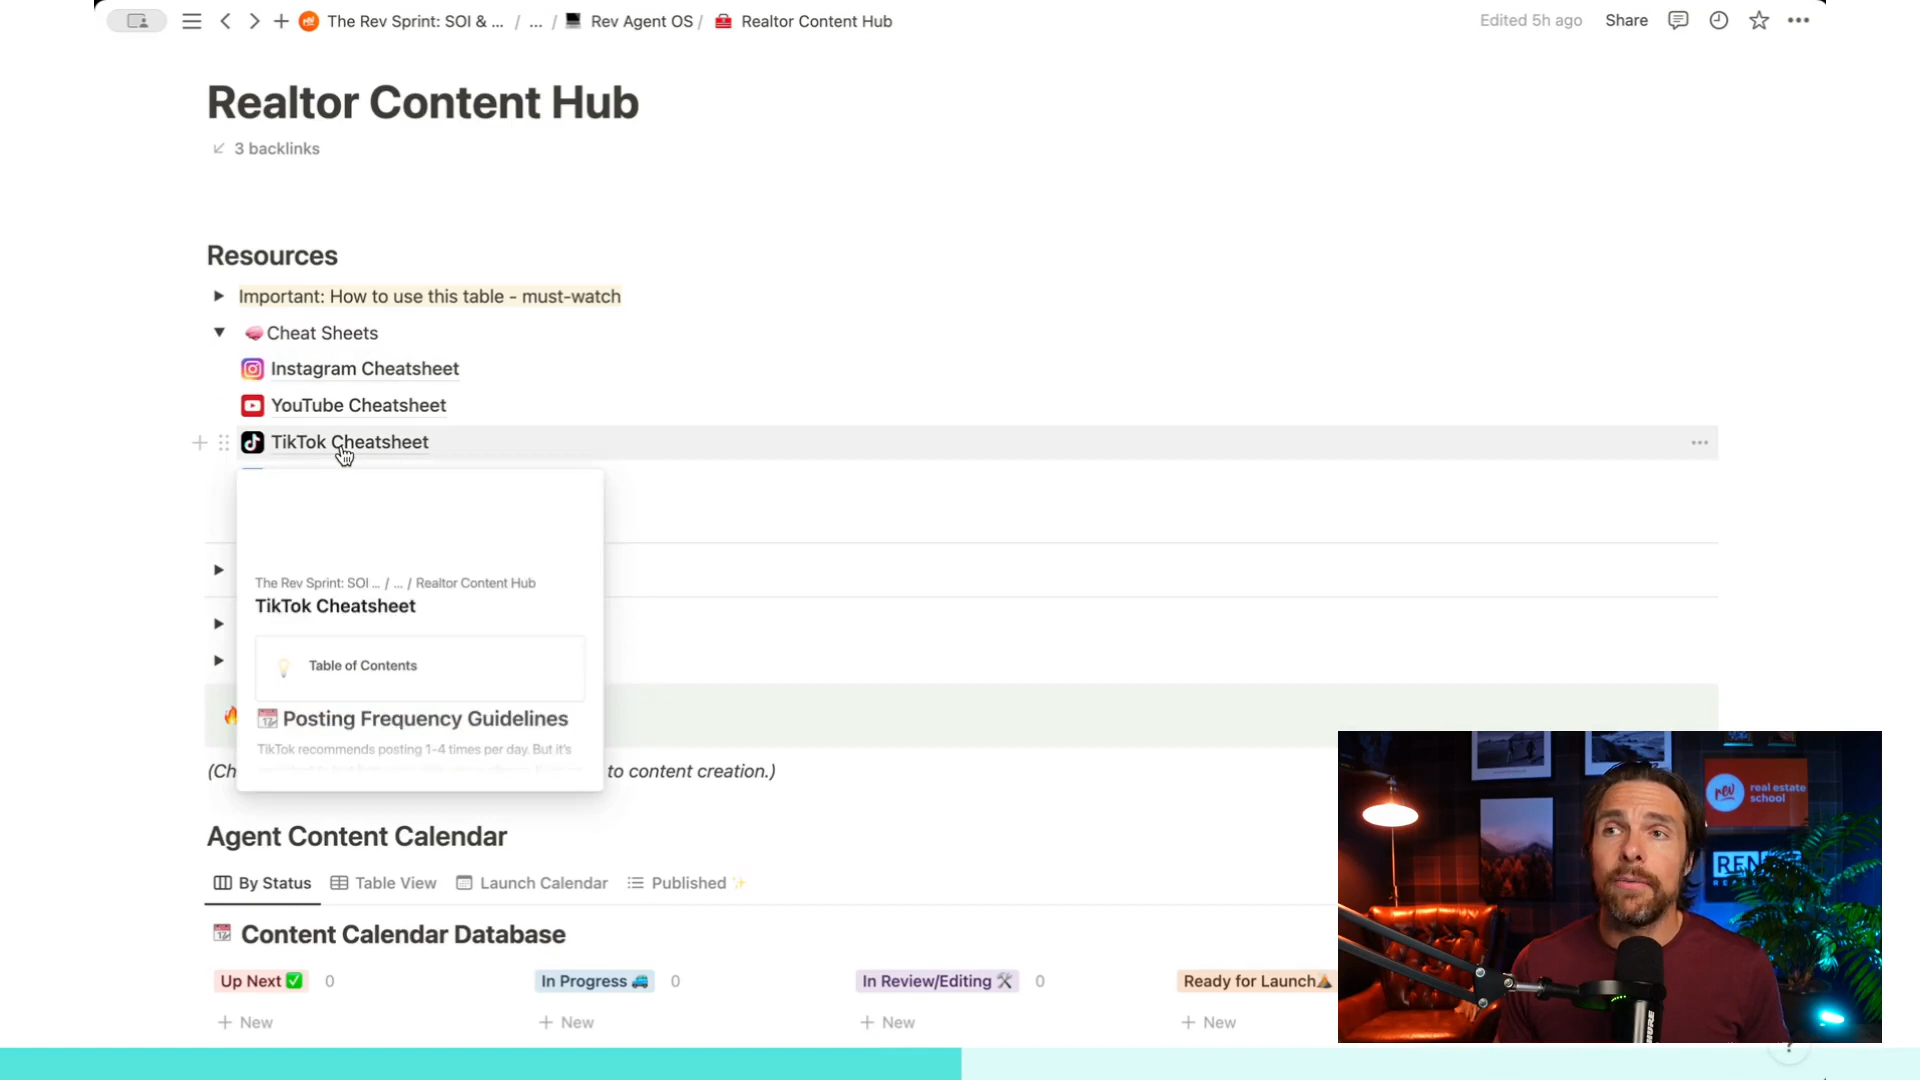 The Rev Sprint: SOI & ... / ... / Rev Agent OS / Realtor Content Hub
Edited 5h ago Share
Realtor Content Hub
3 backlinks
Resources
Important: How to use this table - must-watch
Cheat Sheets
Instagram Cheatsheet
YouTube Cheatsheet
TikTok Cheatsheet
The Rev Sprint: SOI ... / ... / Realtor Content Hub
TikTok Cheatsheet
Table of Contents
Posting Frequency Guidelines
TikTok recommends posting 1-4 times per day. But it's
(Ch
to content creation.)
rev real estate school
Agent Content Calendar
By Status Table View Launch Calendar Published
Content Calendar Database
Up Next 0 In Progress 0 In Review/Editing 0 Ready for Launch
New New New New
SHURE